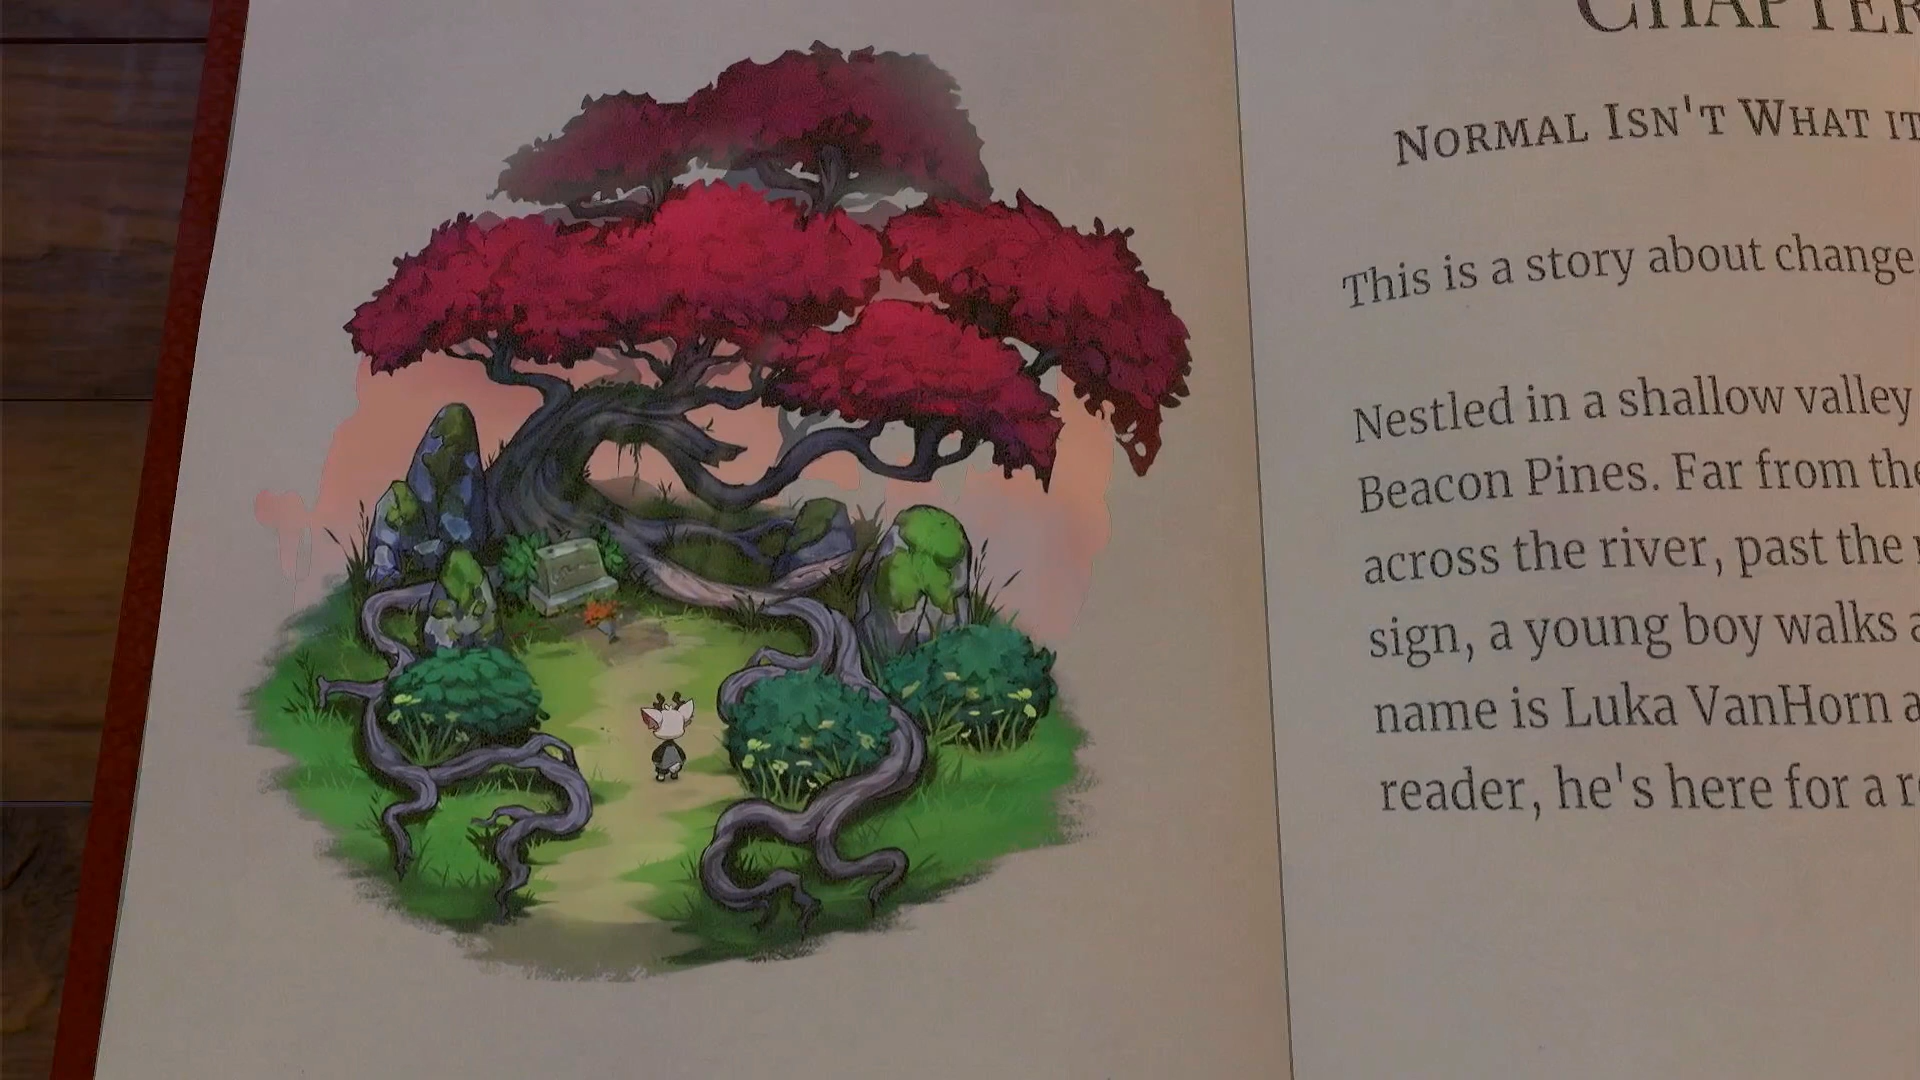 CHAPTER
NORMAL ISN'T WHAT IT
This is a story about change
Nestled in a shallow valley
Beacon Pines. Far from the
across the river, past the
sign, a young boy walks
name is Luka VanHorn
reader, he's here for a